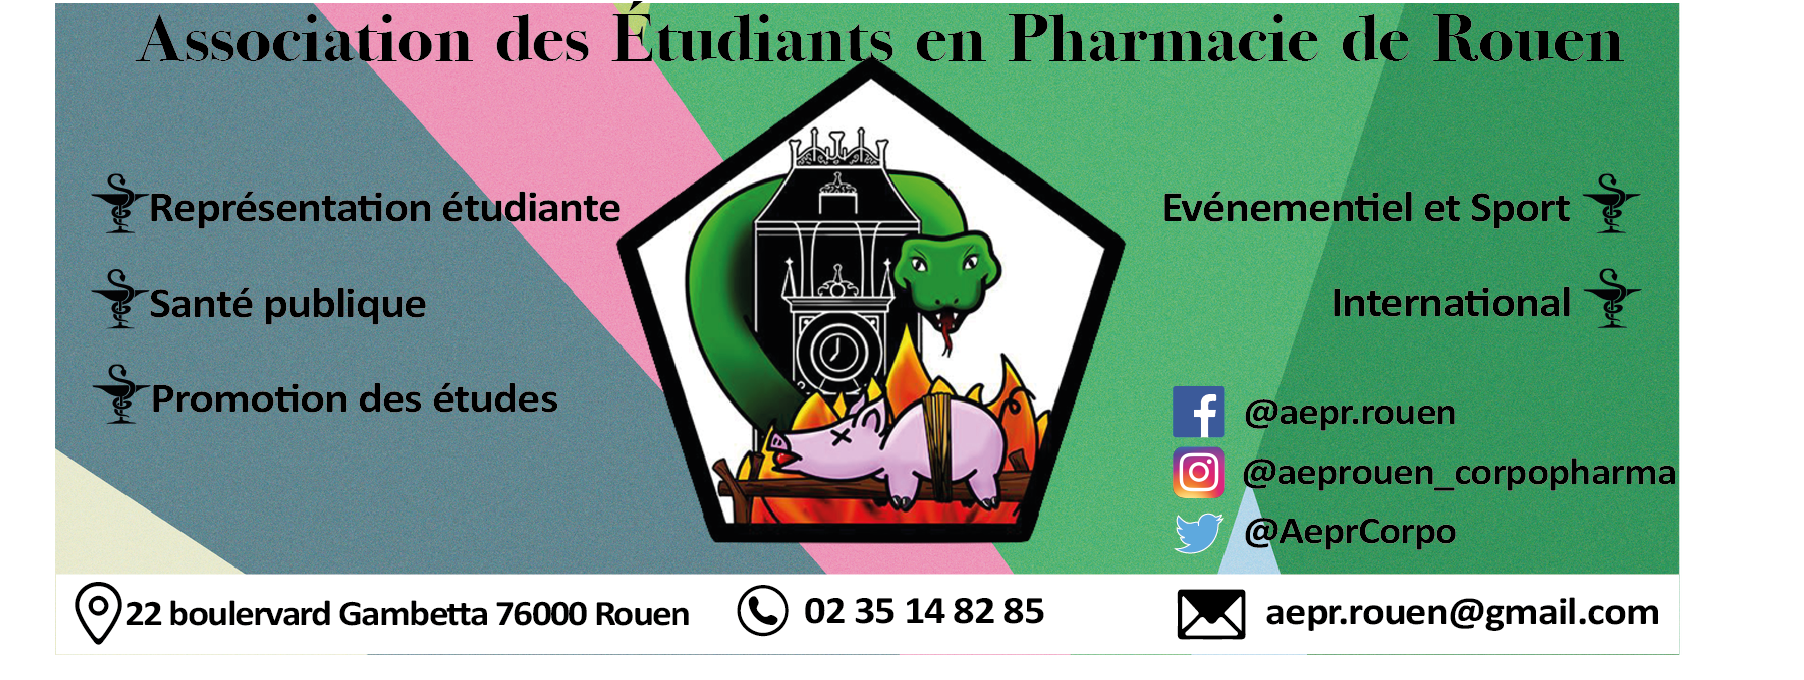 Association des Étudiants en Pharmacie de Rouen
Représentation étudiante
Santé publique
Promotion des études
Evénementiel et Sport
International
@aepr.rouen
@aeprouen_corpopharma
@AeprCorpo
22 boulervard Gambetta 76000 Rouen
02 35 14 82 85
aepr.rouen@gmail.com